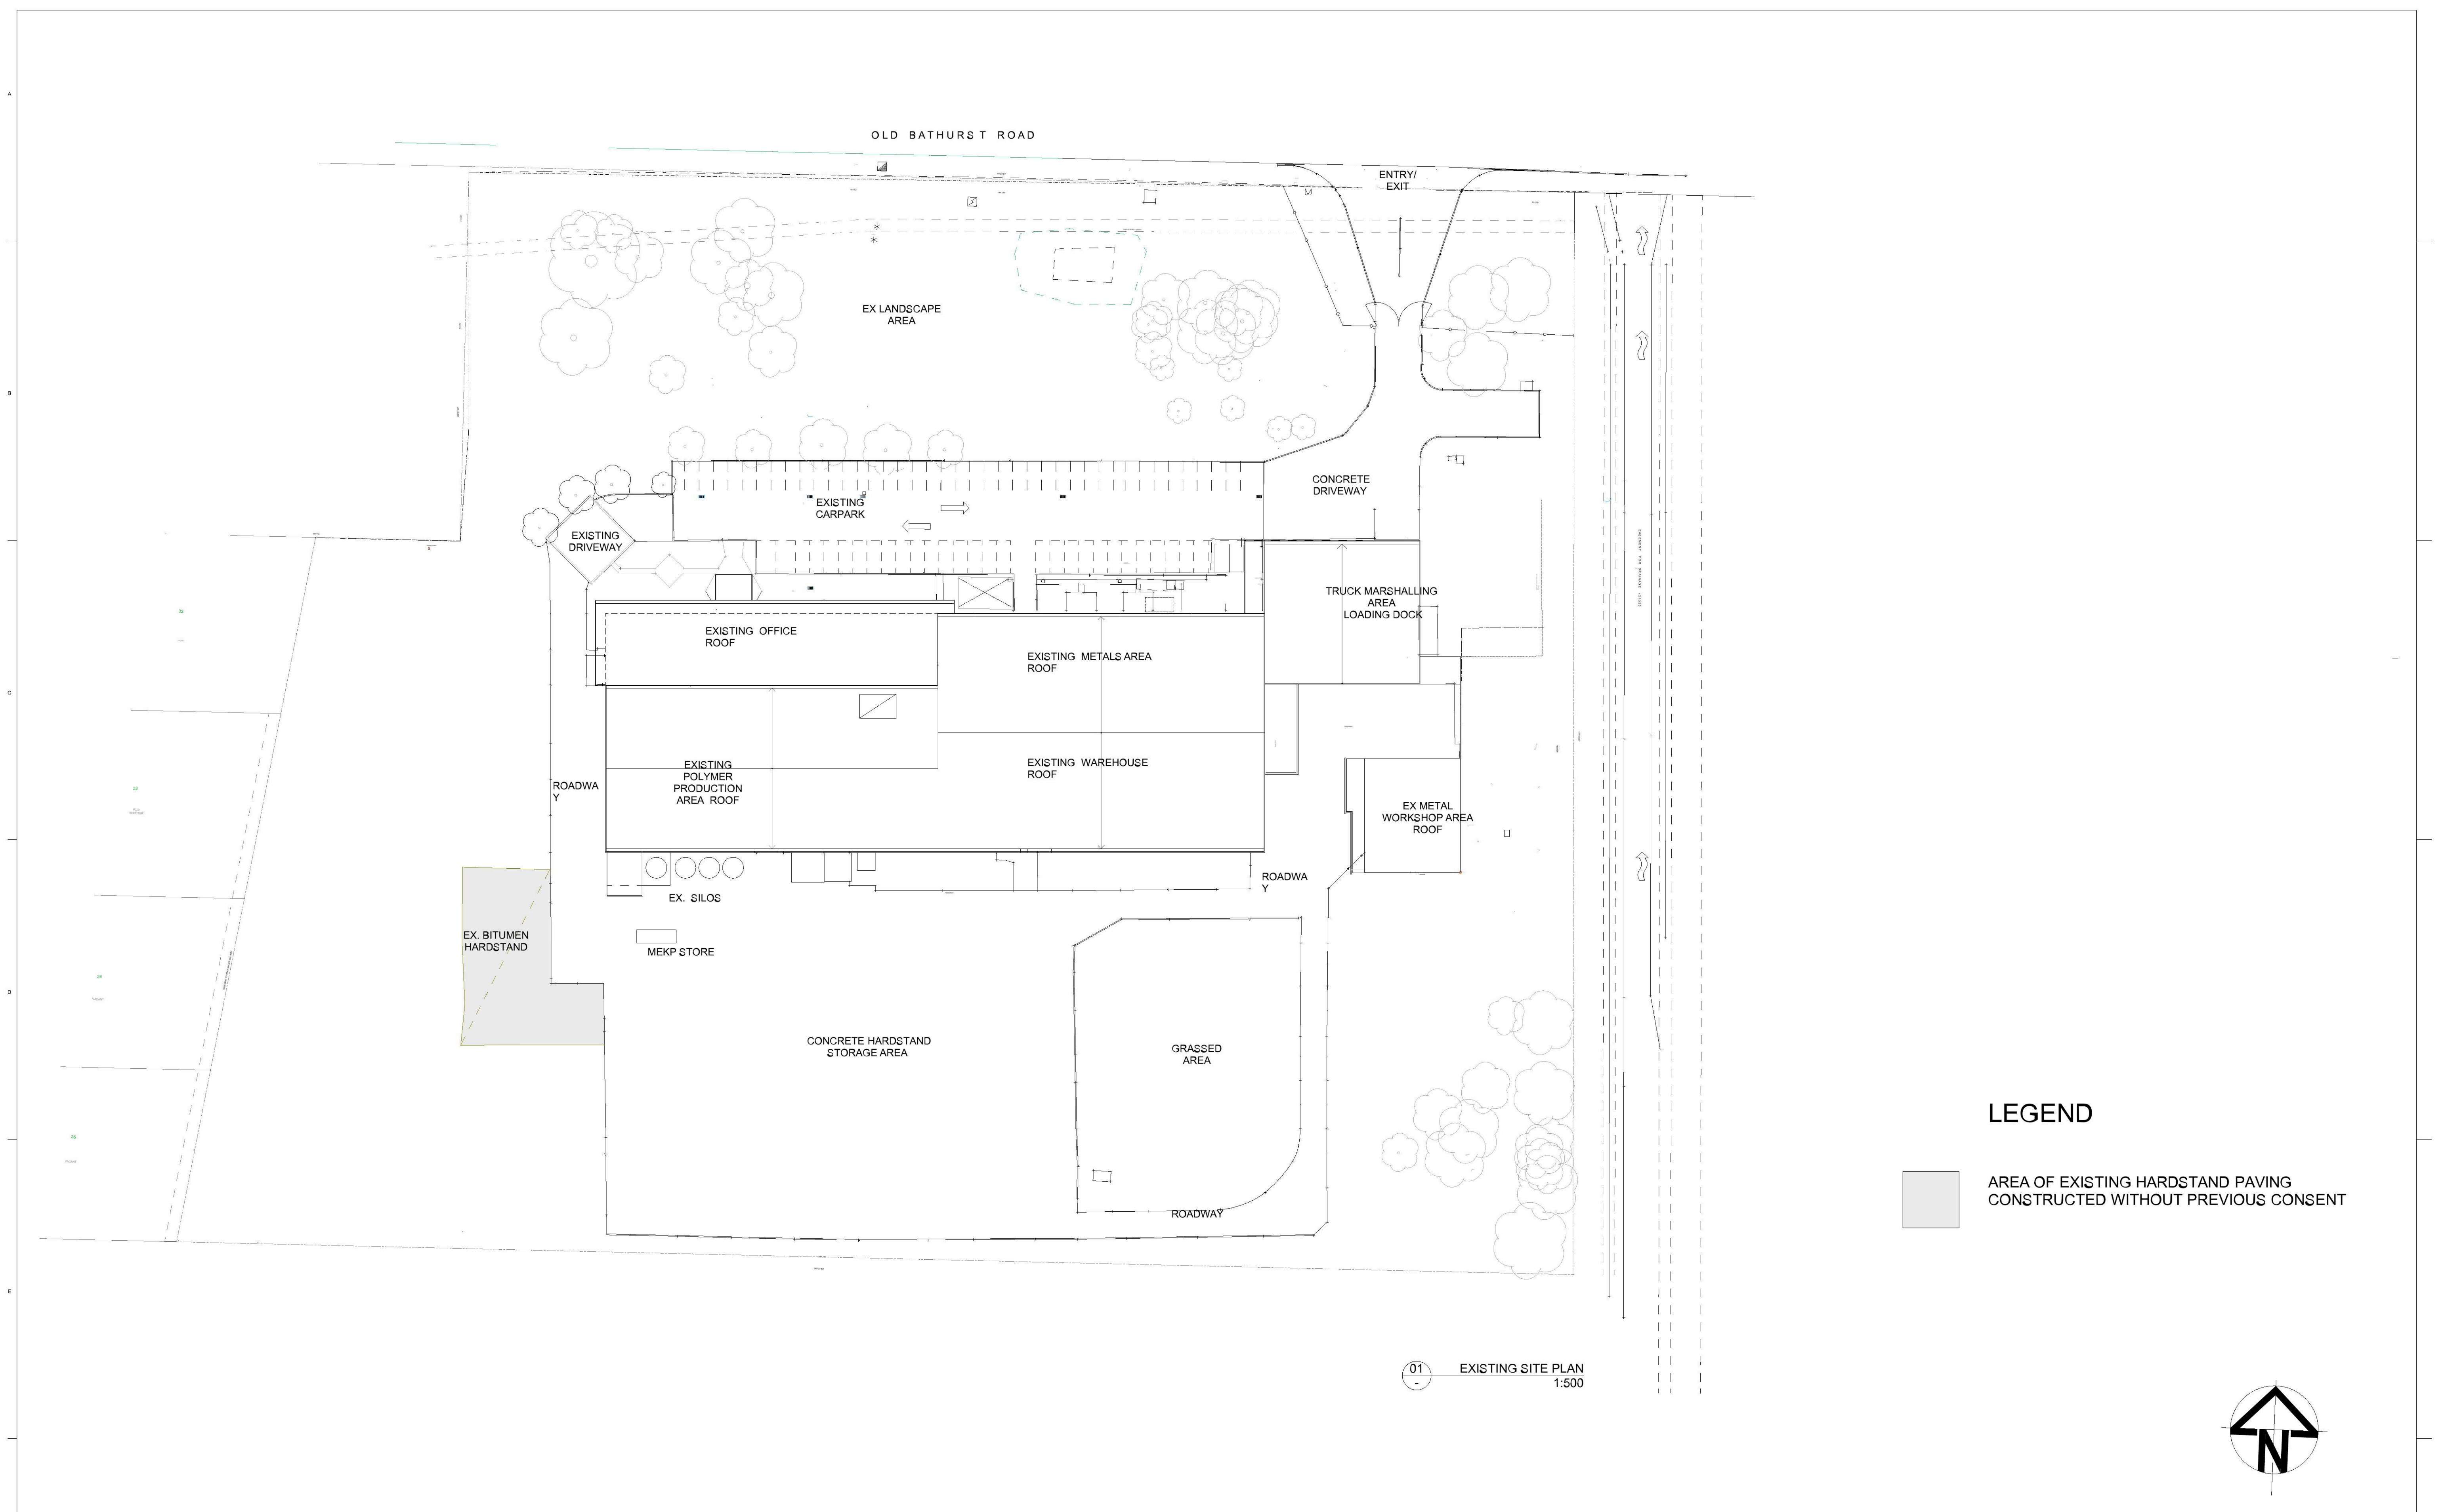 A
OLD BATHURST ROAD
ENTRY/
EXIT
EX LANDSCAPE
AREA
B
CONCRETE
DRIVEWAY
EXISTING
CARPARK
EXISTING
DRIVEWAY
TRUCK MARSHALLING
AREA
LOADING DOCK
EXISTING OFFICE
ROOF
EXISTING METALS AREA
ROOF
C
EXISTING
POLYMER
PRODUCTION
AREA ROOF
EXISTING WAREHOUSE
ROOF
ROADWA
Y
EX METAL
WORKSHOP AREA
ROOF
ROADWA
Y
EX. SILOS
EX. BITUMEN
HARDSTAND
MEKP STORE
D
CONCRETE HARDSTAND
STORAGE AREA
GRASSED
AREA
LEGEND
AREA OF EXISTING HARDSTAND PAVING
CONSTRUCTED WITHOUT PREVIOUS CONSENT
ROADWAY
E
01
-
EXISTING SITE PLAN
1:500
N